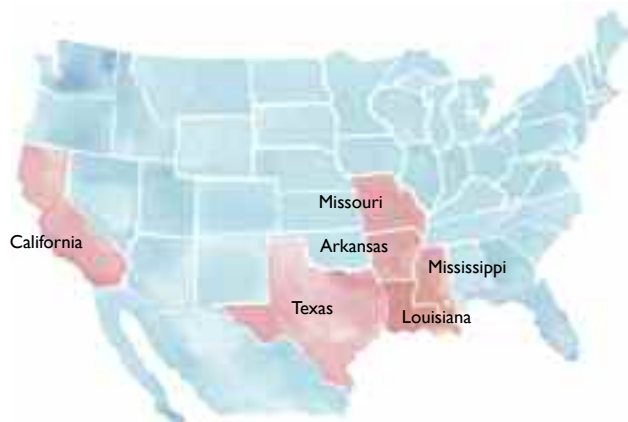 Missouri
California
Arkansas
Mississippi
Texas
Louisiana